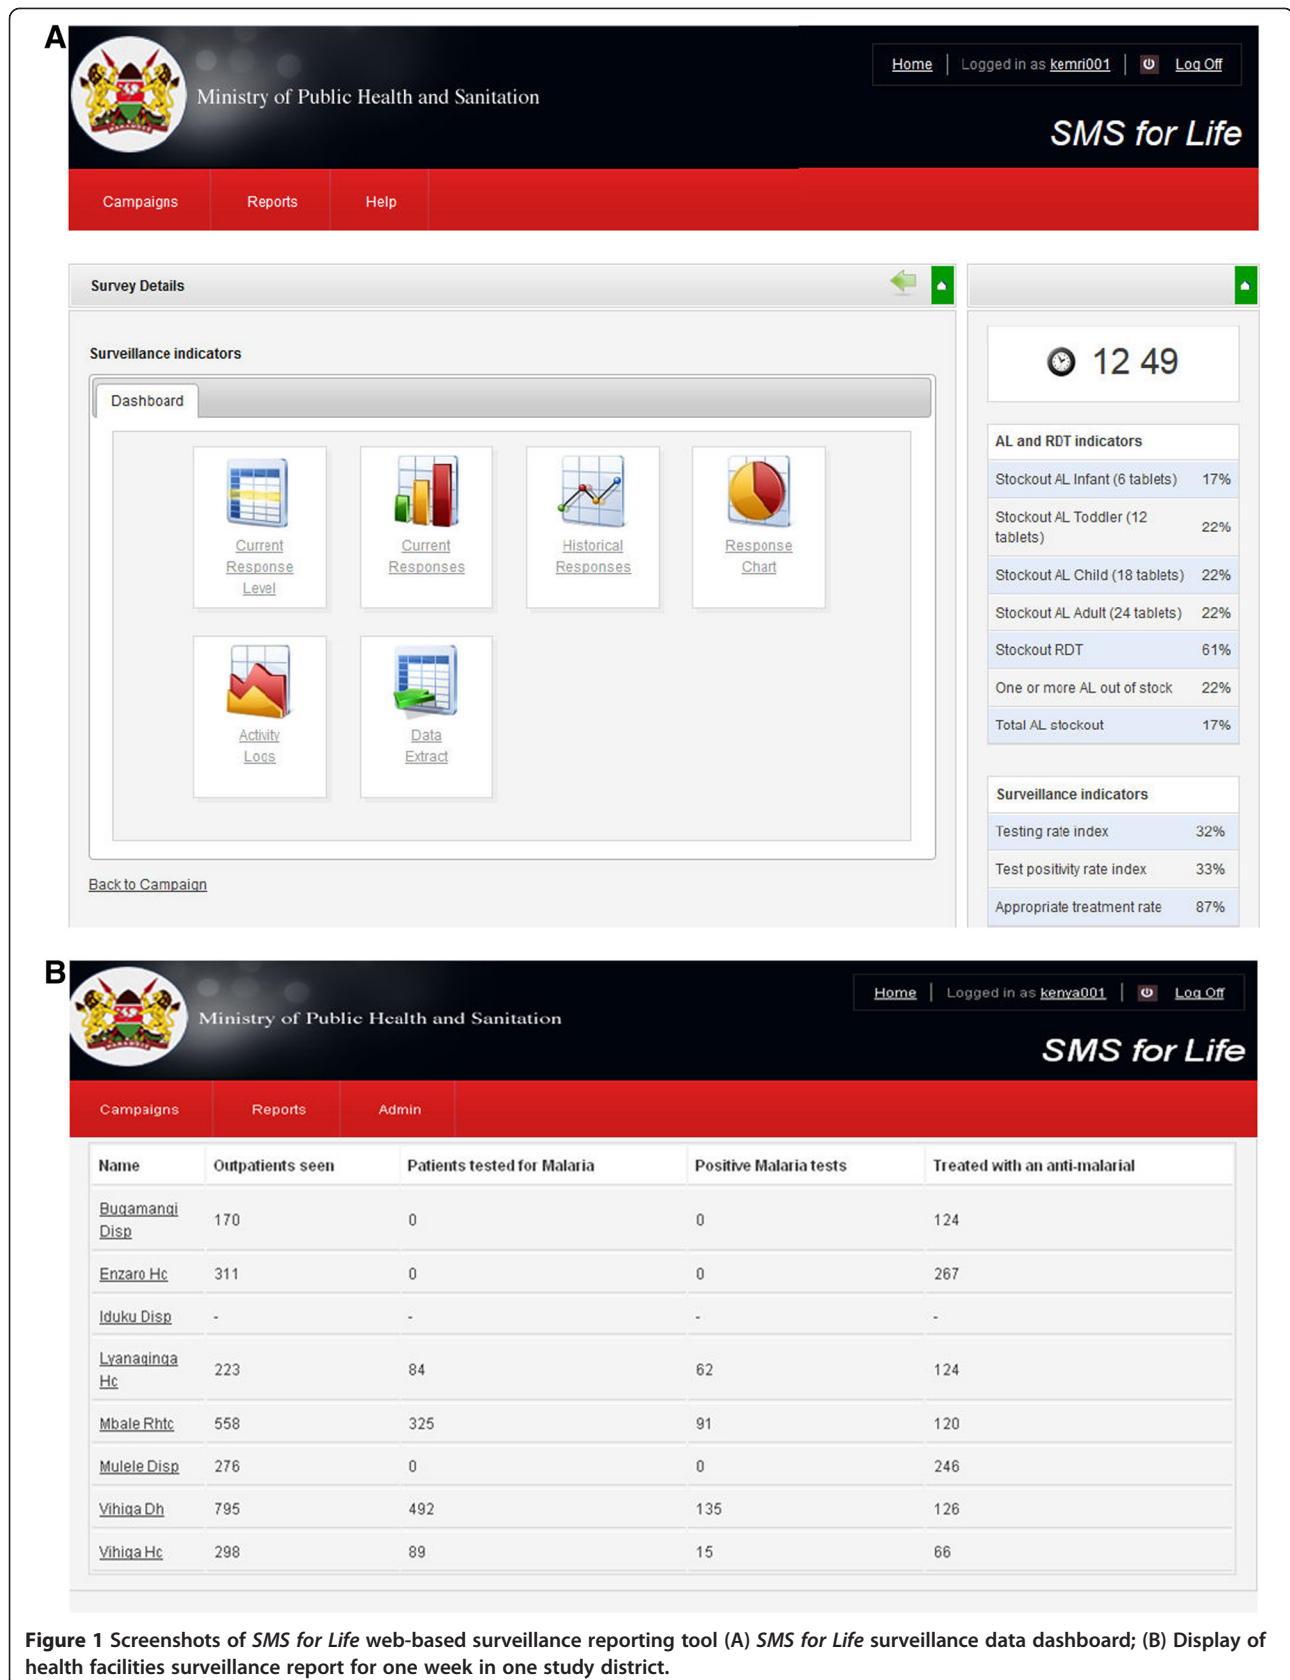 A
Ministry of Public Health and Sanitation
Home | Logged in as kemri001 | Log Off
SMS for Life
Campaigns Reports Help
Survey Details
Surveillance indicators
Dashboard
Current
Response
Level
Current
Responses
Historical
Responses
Response
Chart
Activity
Logs
Data
Extract
Back to Campaign
12 49
AL and RDT indicators
Stockout AL Infant (6 tablets) 17%
Stockout AL Toddler (12
tablets) 22%
Stockout AL Child (18 tablets) 22%
Stockout AL Adult (24 tablets) 22%
Stockout RDT 61%
One or more AL out of stock 22%
Total AL stockout 17%
Surveillance indicators
Testing rate index 32%
Test positivity rate index 33%
Appropriate treatment rate 87%
B
Ministry of Public Health and Sanitation
Home | Logged in as kenya001 | Log Off
SMS for Life
Campaigns Reports Admin
Name Outpatients seen Patients tested for Malaria Positive Malaria tests Treated with an anti-malarial
Bugamangi
Disp 170 0 0 124
Enzaro Hc 311 0 0 267
Iduku Disp - - - -
Lyanaginga
Hc 223 84 62 124
Mbale Rhtc 558 325 91 120
Mulele Disp 276 0 0 246
Vihiga Dh 795 492 135 126
Vihiga Hc 298 89 15 66
Figure 1 Screenshots of SMS for Life web-based surveillance reporting tool (A) SMS for Life surveillance data dashboard; (B) Display of
health facilities surveillance report for one week in one study district.